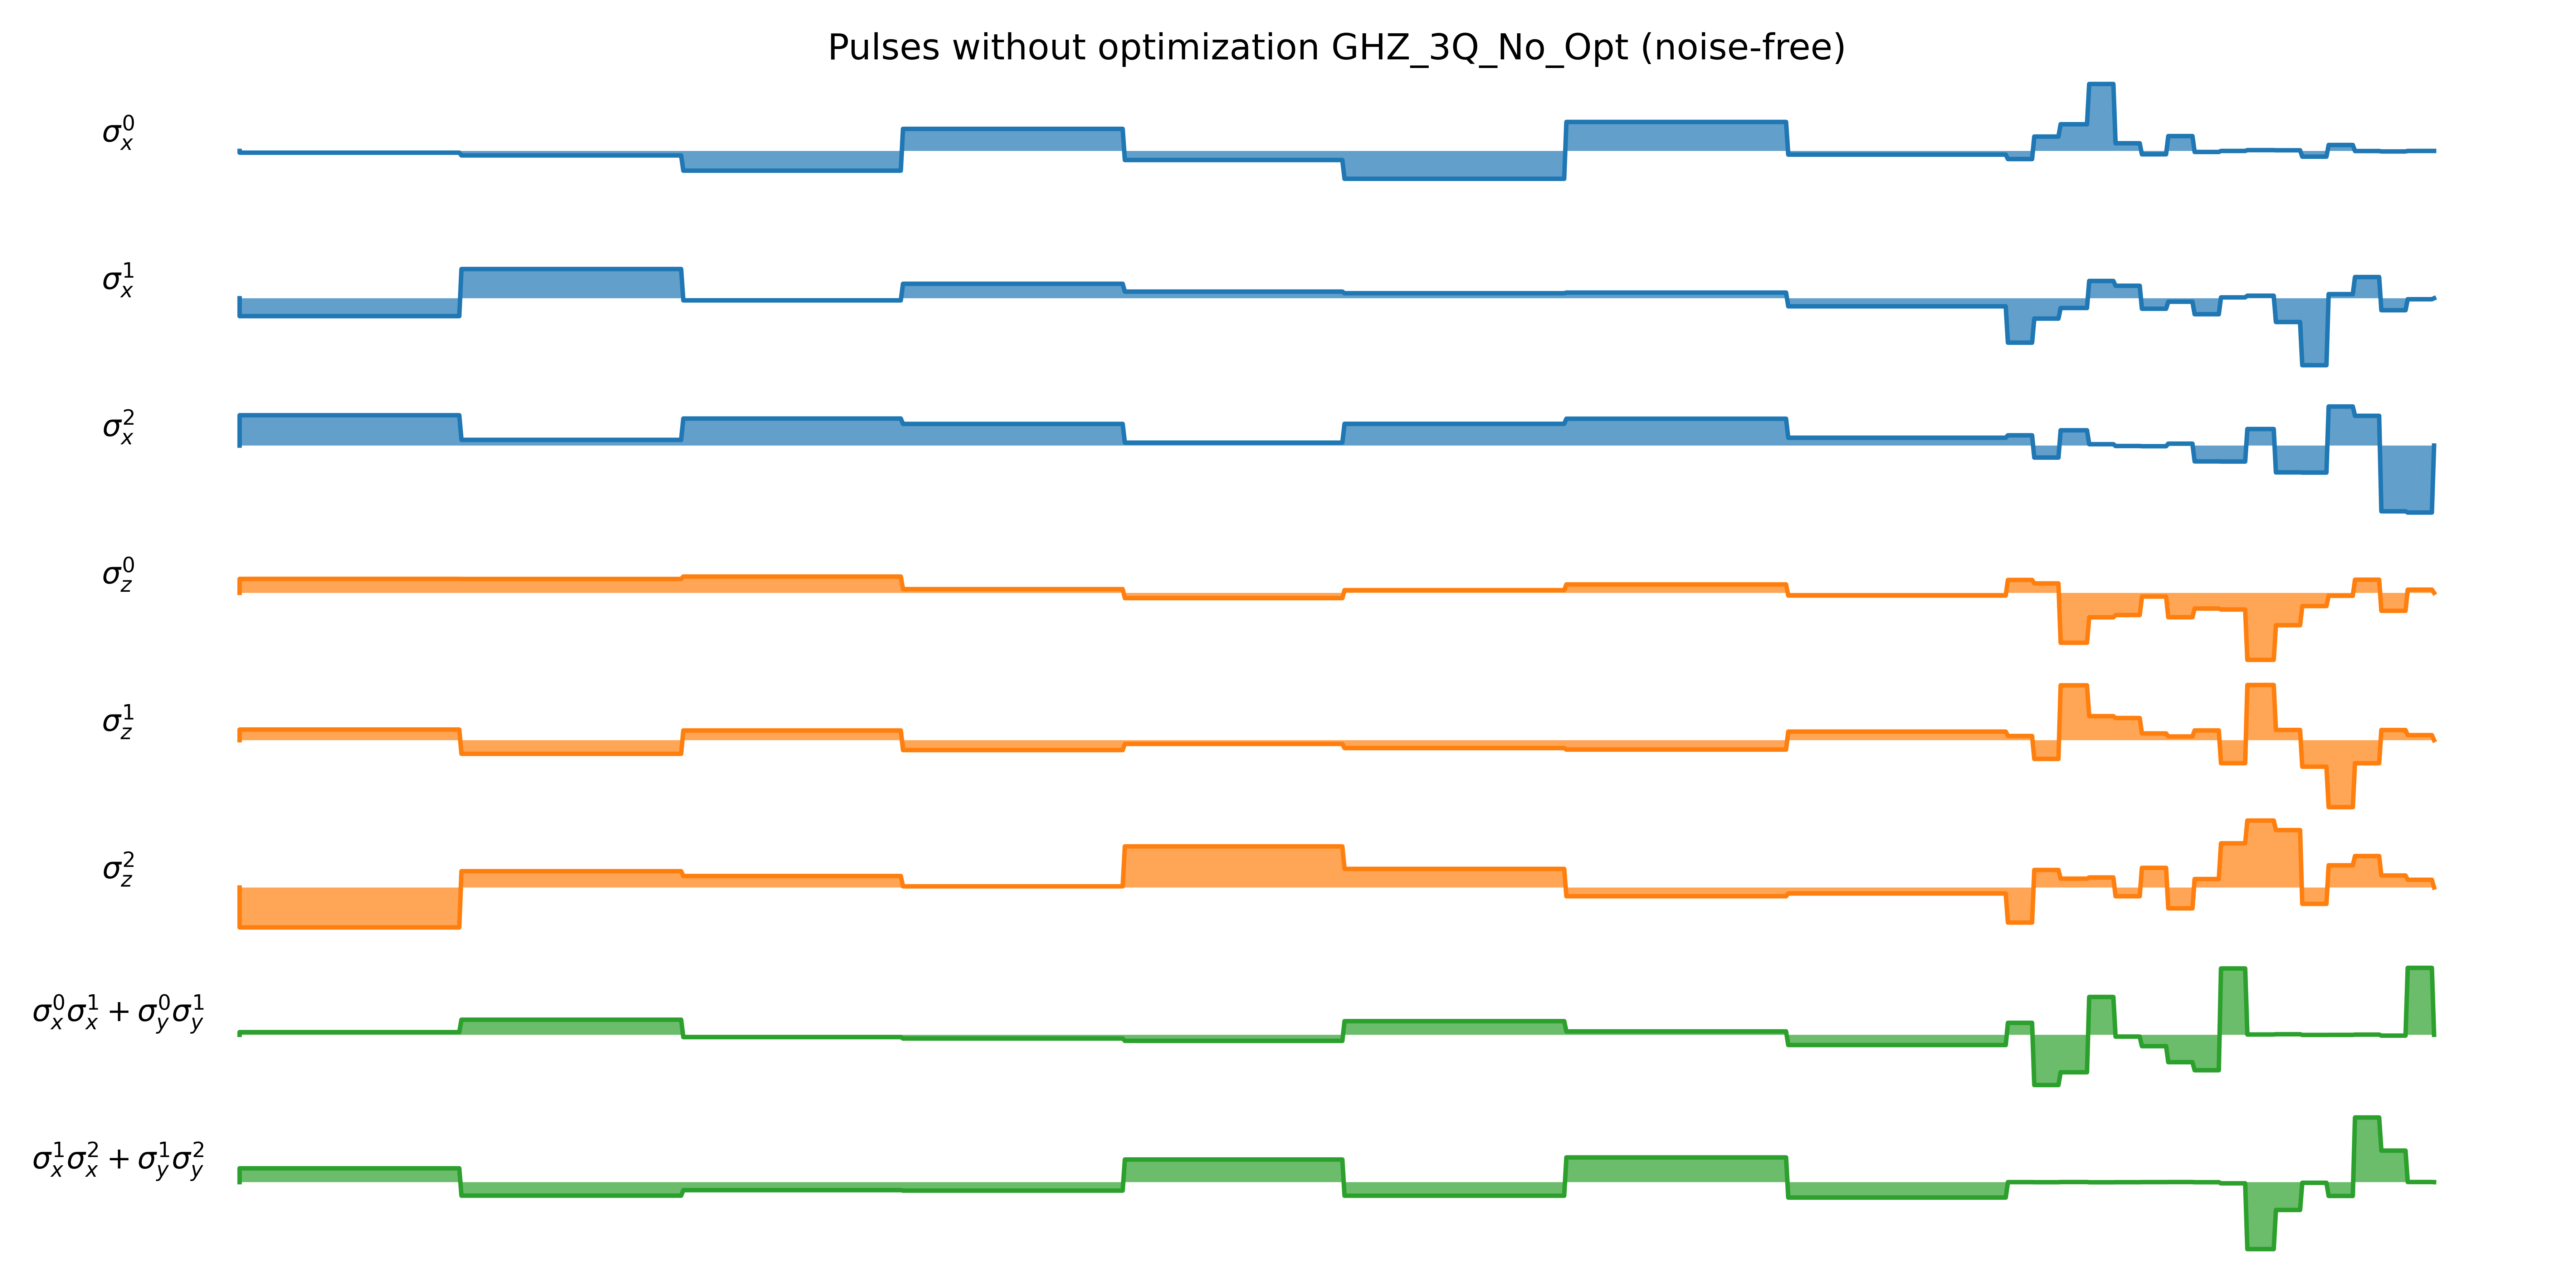 Pulses without optimization GHZ_3Q_No_Opt (noise-free)
σ_x^0
σ_x^1
σ_x^2
σ_z^0
σ_z^1
σ_z^2
σ_x^0σ_x^1 + σ_y^0σ_y^1
σ_x^1σ_x^2 + σ_y^1σ_y^2